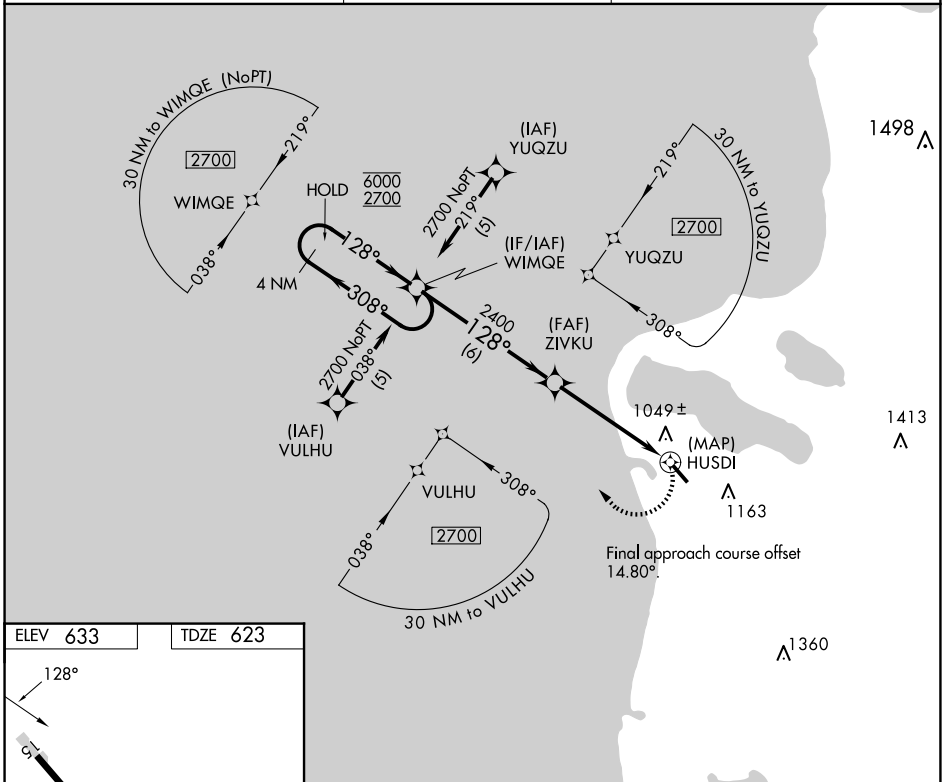 30 NM to WIMQE (NoPT)
219°
2700
WIMQE
038°
HOLD
6000
2700
4 NM
128°
308°
(IAF)
YUQZU
2700 NoPT
219°
(5)
(IF/IAF)
WIMQE
2700 NoPT
038°
(5)
(IAF)
VULHU
2400
128°
(6)
(FAF)
ZIVKU
219°
30 NM to YUQZU
2700
YUQZU
308°
1498
1413
1049 ±
(MAP)
HUSDI
1163
Final approach course offset
14.80°.
1360
VULHU
308°
038°
2700
30 NM to VULHU
ELEV 633
TDZE 623
128°
15